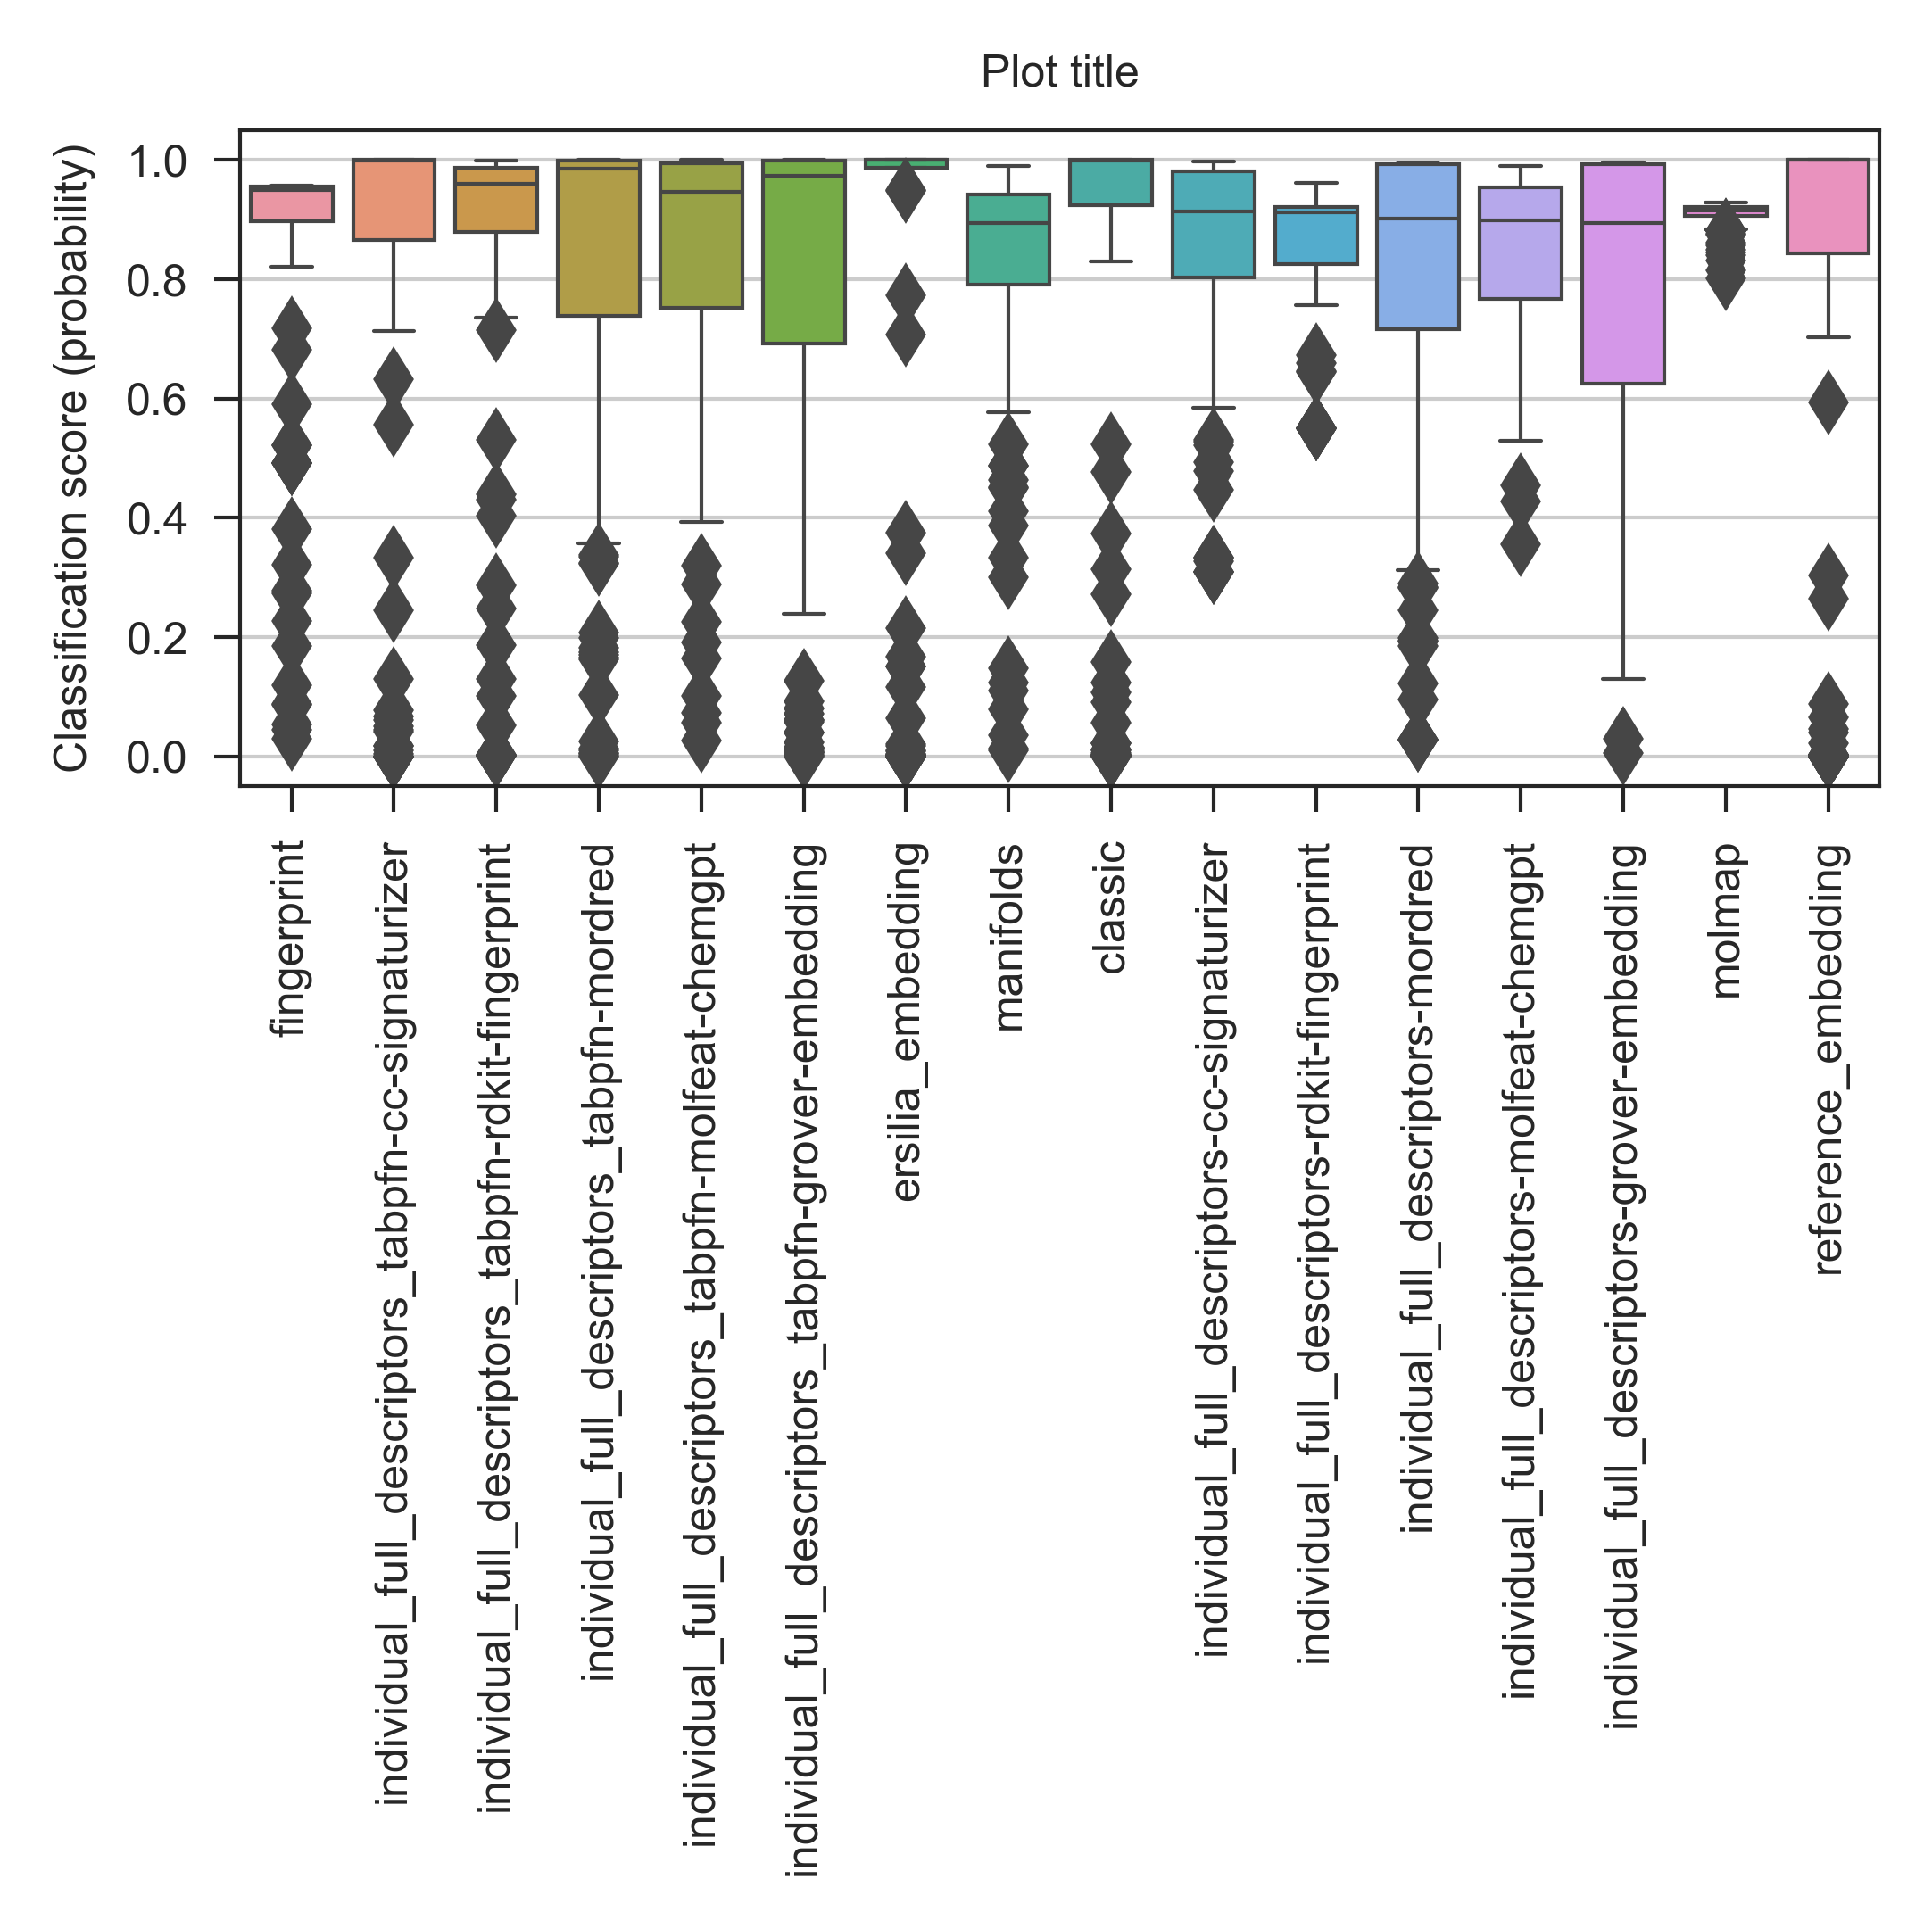 Plot title
Classification score (probability)
1.0
0.8
0.6
0.4
0.2
0.0
fingerprint
individual_full_descriptors_tabpfn-cc-signaturizer
individual_full_descriptors_tabpfn-rdkit-fingerprint
individual_full_descriptors_tabpfn-mordred
individual_full_descriptors_tabpfn-molfeat-chemgpt
individual_full_descriptors_tabpfn-grover-embedding
ersilia_embedding
manifolds
classic
individual_full_descriptors-cc-signaturizer
individual_full_descriptors-rdkit-fingerprint
individual_full_descriptors-mordred
individual_full_descriptors-molfeat-chemgpt
individual_full_descriptors-grover-embedding
molmap
reference_embedding